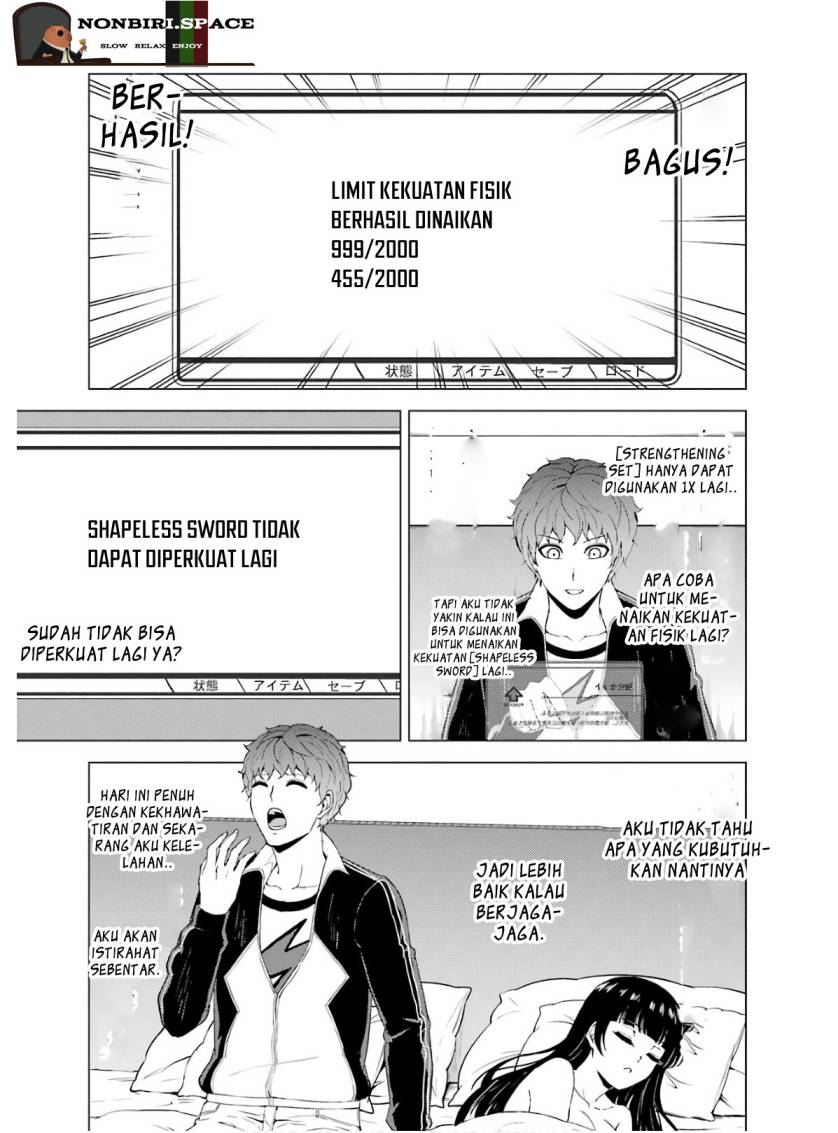 NONBIRI.SPACE
SLOW RELAX ENJOY
BAGUS!
BER-
HASIL!
LIMIT KEKUATAN FISIK
BERHASIL DINAIKAN
999/2000
455/2000
状態 アイテム セーブ ロード
[STRENGTHENING
SET] HANYA DAPAT
DIGUNAKAN 1X LAGI..
APA COBA
UNTUK ME-
NAIKAN KEKUAT-
AN FISIK LAGI?
TAPI AKU TIDAK
YAKIN KALAU INI
BISA DIGUNAKAN
UNTUK MENAIKAN
KEKUATAN [SHAPELESS
SWORD] LAGI..
SHAPELESS SWORD TIDAK
DAPAT DIPERKUAT LAGI
SUDAH TIDAK BISA
DIPERKUAT LAGI YA?
状態 アイテム セーブ ロ
AKU TIDAK TAHU
APA YANG KUBUTUH-
KAN NANTINYA
JADI LEBIH
BAIK KALAU
BERJAGA-
JAGA.
HARI INI PENUH
DENGAN KEKHAWA-
TIRAN DAN SEKA-
RANG AKU KELE-
LAHAN..
AKU AKAN
ISTIRAHAT
SEBENTAR.